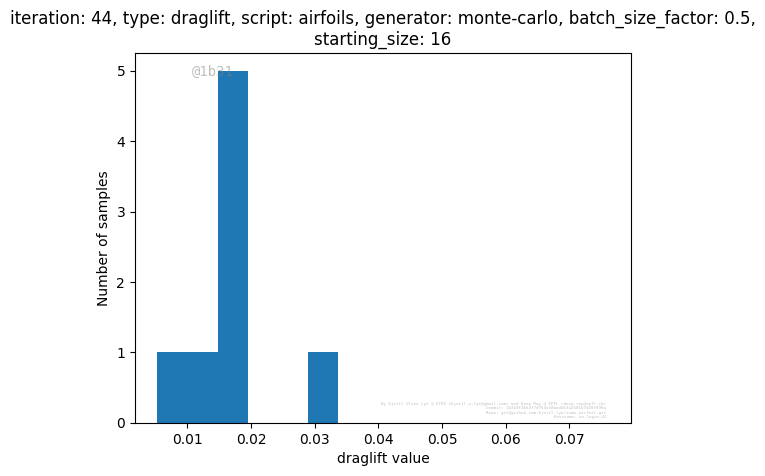 iteration: 44, type: draglift, script: airfoils, generator: monte-carlo, batch_size_factor: 0.5,
starting_size: 16
@1b31
5
4
3
2
1
0
Number of samples
0.01 0.02 0.03 0.04 0.05 0.06 0.07
draglift value